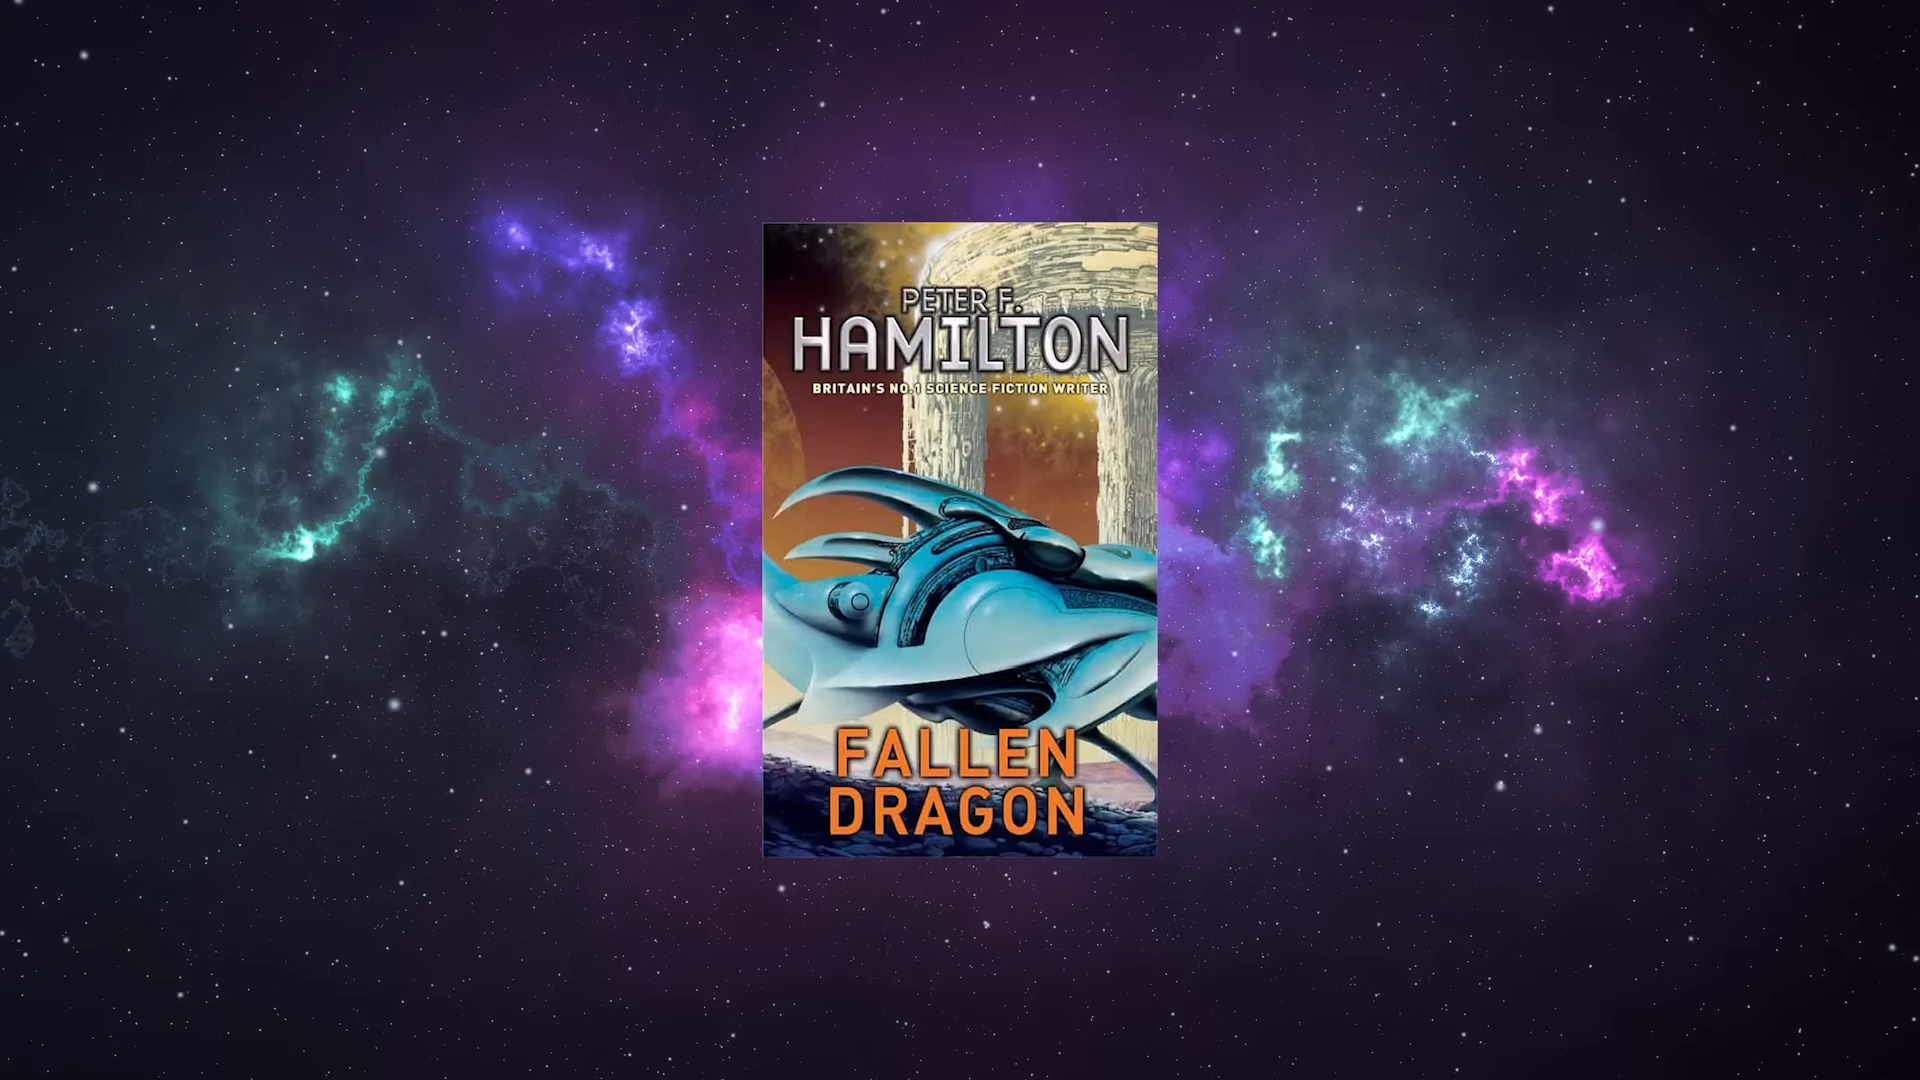 PETER F.
HAMILTON
BRITAIN'S NO.1 SCIENCE FICTION WRITER
FALLEN
DRAGON